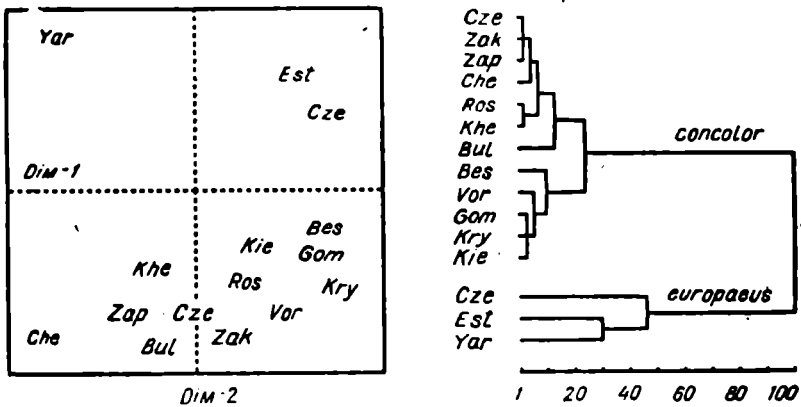 Yar
Est
Cze
Dim-1
Bes
Kie
Gom
Khe
Ros
Kry
Zap Cze Vor
Che
Bul
Zak
Dim-2
Cze
Zak
Zap
Che
Ros
Khe
Bul
Bes
Vor
Gom
Kry
Kie
concolor
Cze
Est
Yar
europaeus
1 20 40 60 80 100